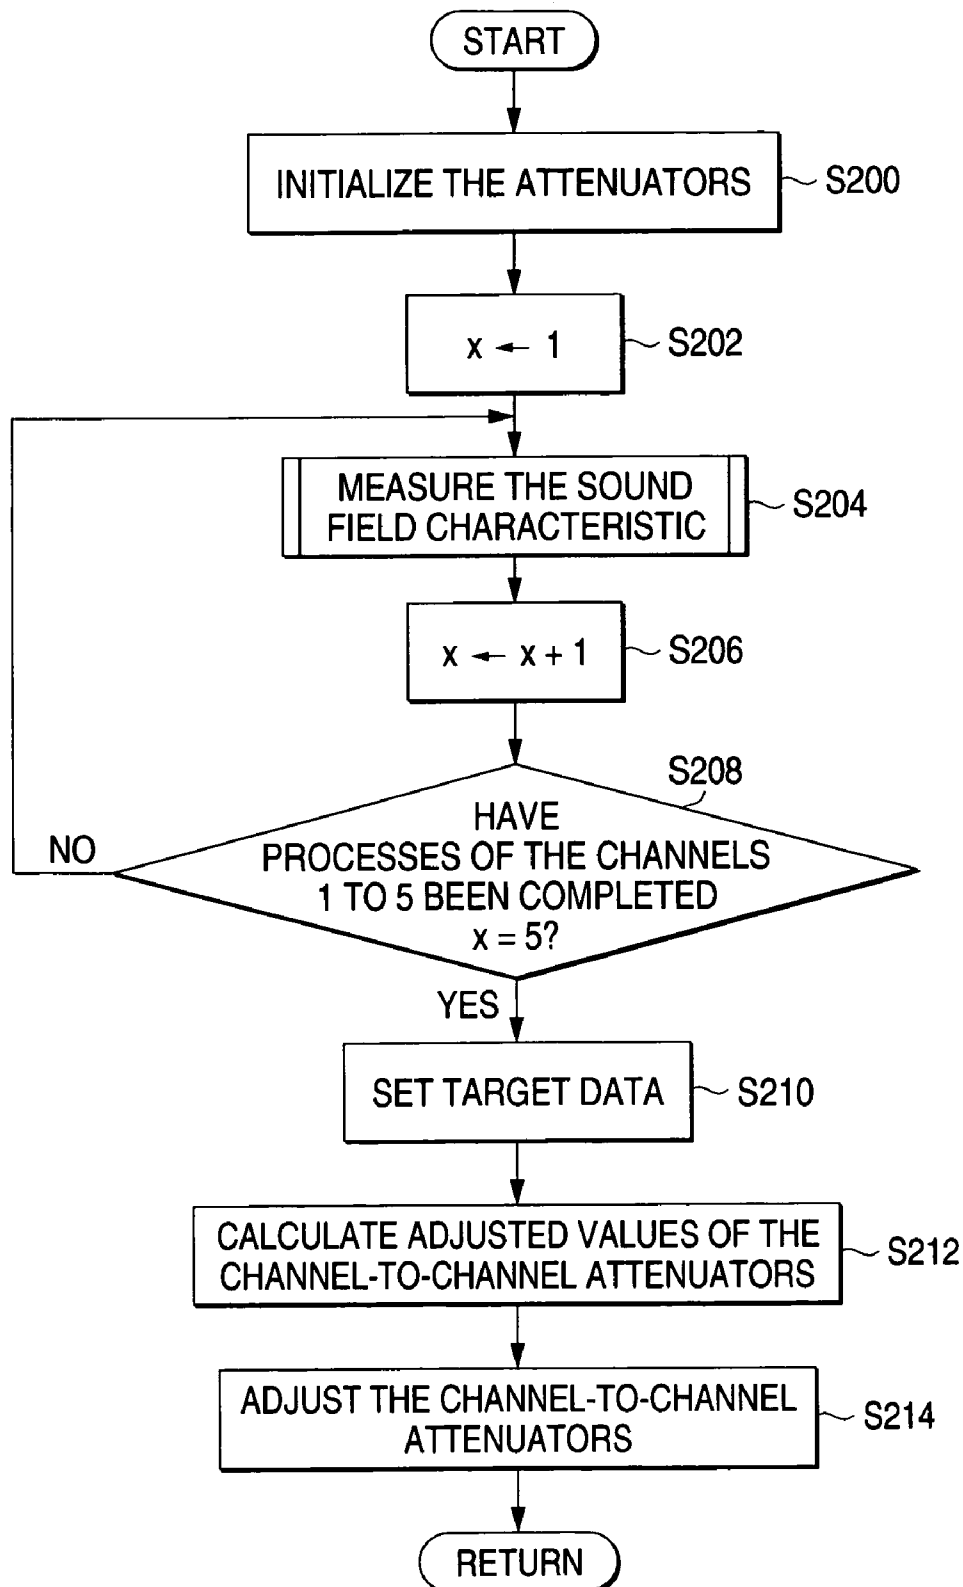 START
INITIALIZE THE ATTENUATORS
S200
x ← 1
S202
MEASURE THE SOUND
FIELD CHARACTERISTIC
S204
x ← x + 1
S206
S208
HAVE
PROCESSES OF THE CHANNELS
1 TO 5 BEEN COMPLETED
x = 5?
NO
YES
SET TARGET DATA
S210
CALCULATE ADJUSTED VALUES OF THE
CHANNEL-TO-CHANNEL ATTENUATORS
S212
ADJUST THE CHANNEL-TO-CHANNEL
ATTENUATORS
S214
RETURN